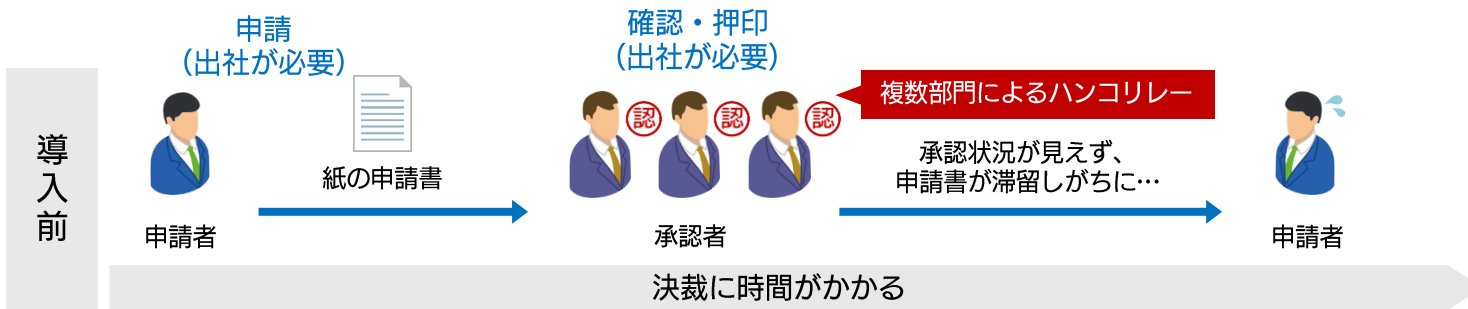 導入前
申請
（出社が必要）
紙の申請書
申請者
確認・押印
（出社が必要）
認
認
認
承認者
複数部門によるハンコリレー
承認状況が見えず、
申請書が滞留しがちに…
申請者
決裁に時間がかかる